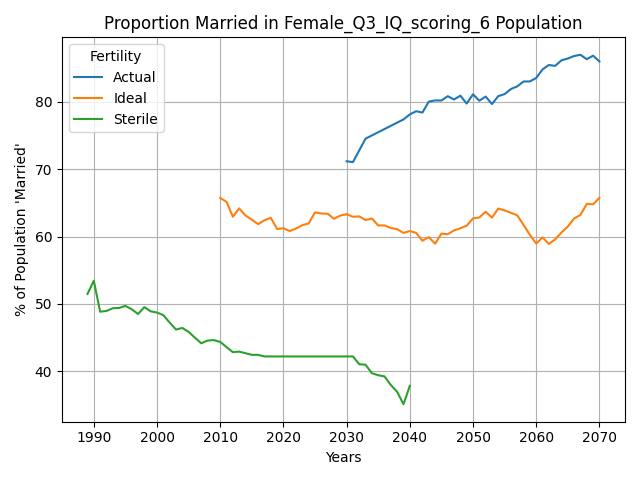 Proportion Married in Female_Q3_IQ_scoring_6 Population
Fertility
Actual
Ideal
Sterile
% of Population 'Married'
80
70
60
50
40
1990 2000 2010 2020 2030 2040 2050 2060 2070
Years